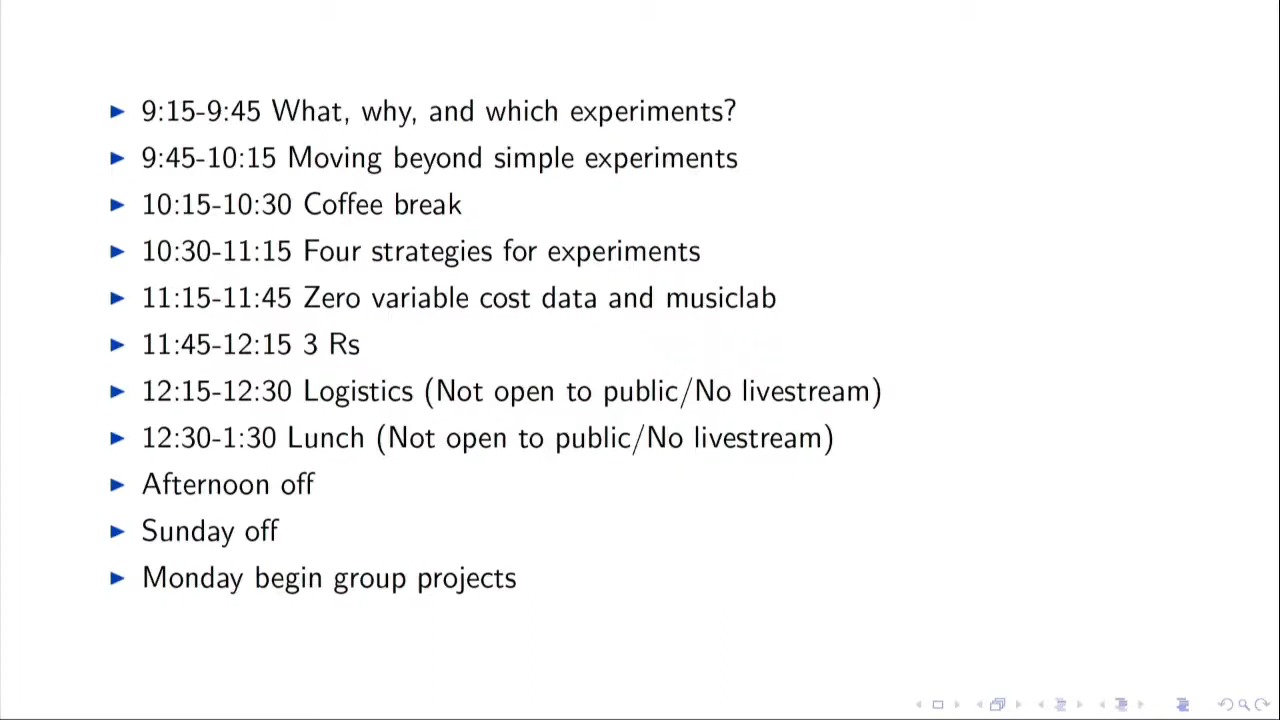 9:15-9:45 What, why, and which experiments?
9:45-10:15 Moving beyond simple experiments
10:15-10:30 Coffee break
10:30-11:15 Four strategies for experiments
11:15-11:45 Zero variable cost data and musiclab
11:45-12:15 3 Rs
12:15-12:30 Logistics (Not open to public/No livestream)
12:30-1:30 Lunch (Not open to public/No livestream)
Afternoon off
Sunday off
Monday begin group projects